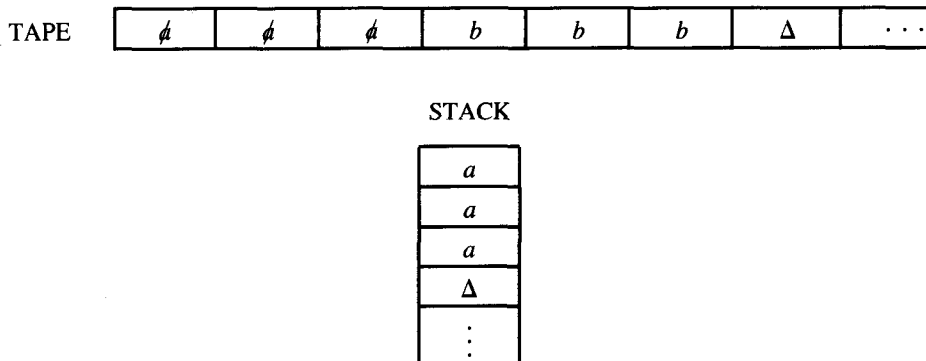 TAPE a̸ a̸ a̸ b b b Δ ...
STACK
a
a
a
Δ
⋮